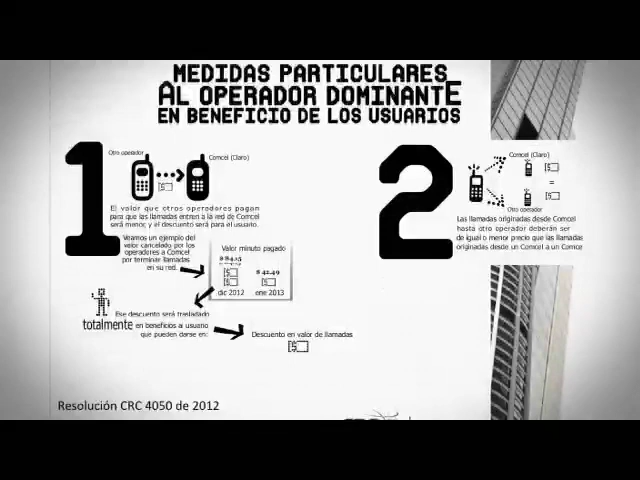 MEDIDAS PARTICULARES
AL OPERADOR DOMINANTE
EN BENEFICIO DE LOS USUARIOS
1
Otro operador
Comcel (Claro)
El valor que otros operadores pagan
para que las llamadas entren a la red de Comcel
será menor, y el descuento será para el usuario.
Veamos un ejemplo del
valor cancelado por los
operadores a Comcel
por terminar llamadas
en su red.
Valor minuto pagado
$ 84.15
$ 42.49
dic 2012
ene 2013
Ese descuento será trasladado
totalmente en beneficios al usuario
que pueden darse en:
Descuento en valor de llamadas
2
Comcel (Claro)
=
Otro operador
Las llamadas originadas desde Comcel
hasta otro operador deberán ser
de igual o menor precio que las llamadas
originadas desde un Comcel a un Comce
Resolución CRC 4050 de 2012